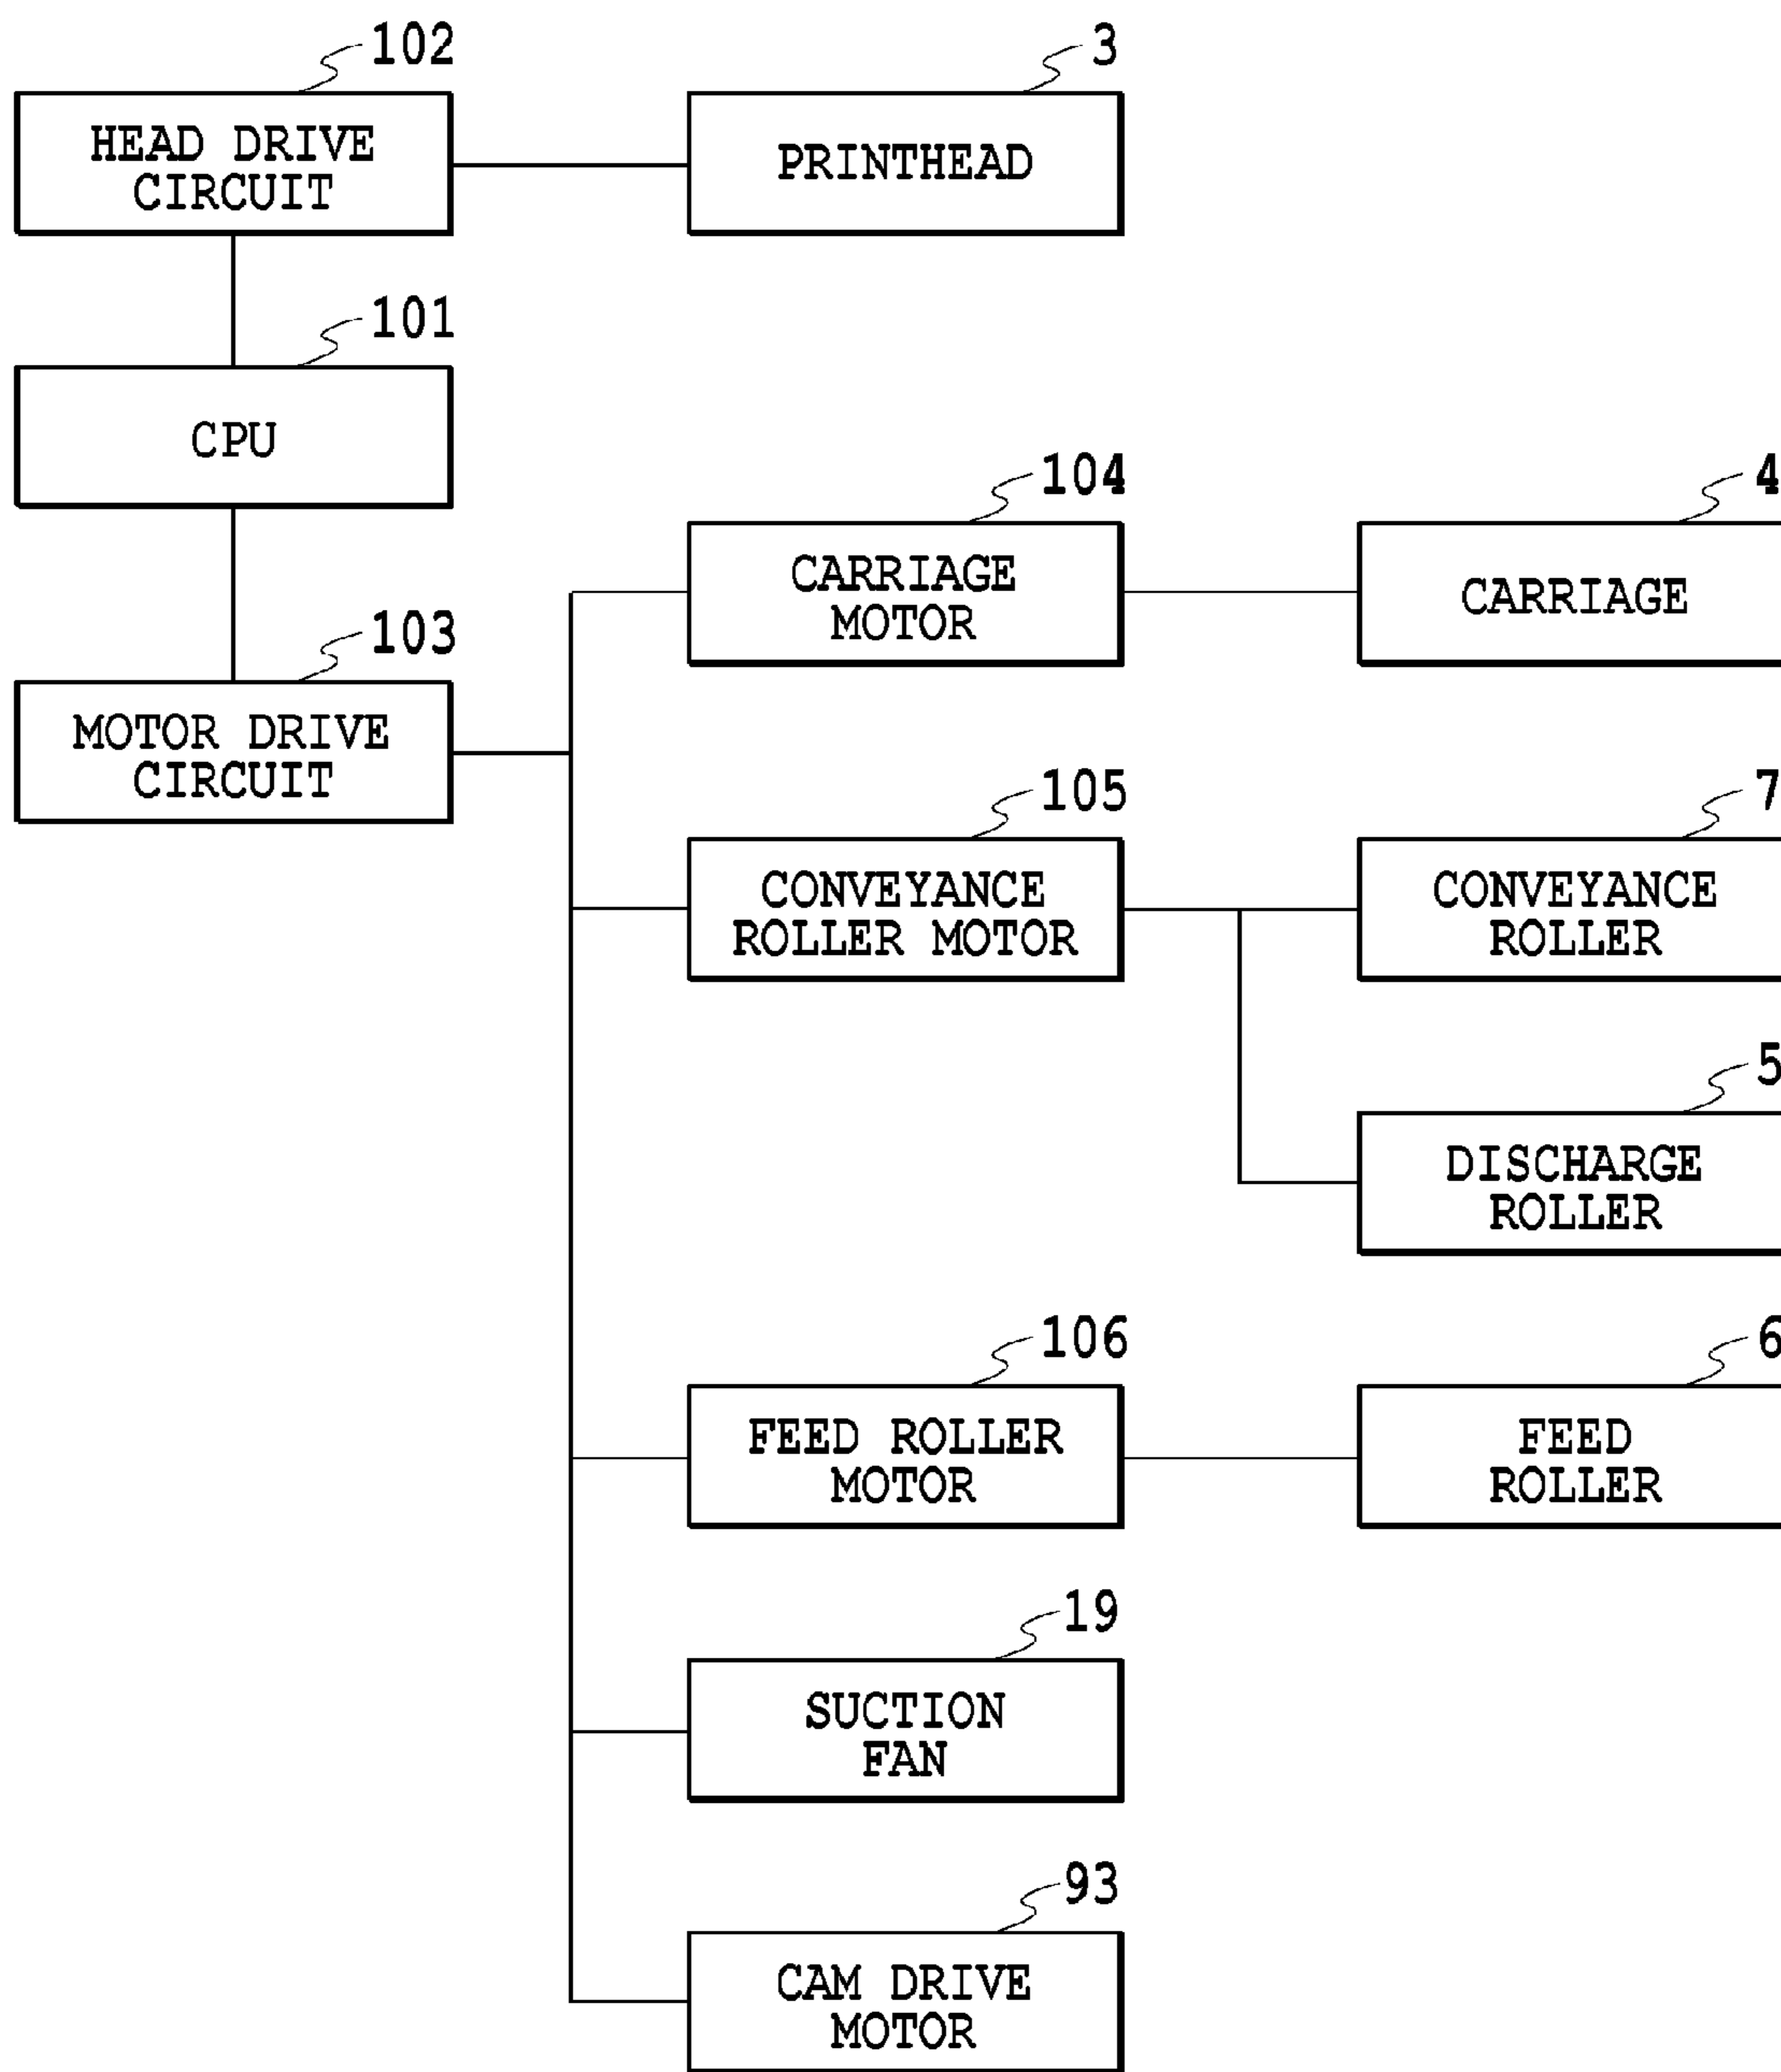 102
HEAD DRIVE
CIRCUIT
3
PRINTHEAD
101
CPU
103
MOTOR DRIVE
CIRCUIT
104
CARRIAGE
MOTOR
4
CARRIAGE
105
CONVEYANCE
ROLLER MOTOR
7
CONVEYANCE
ROLLER
5
DISCHARGE
ROLLER
106
FEED ROLLER
MOTOR
6
FEED
ROLLER
19
SUCTION
FAN
93
CAM DRIVE
MOTOR